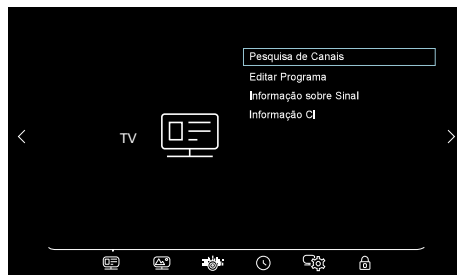 Pesquisa de Canais
Editar Programa
Informação sobre Sinal
Informação CI
TV